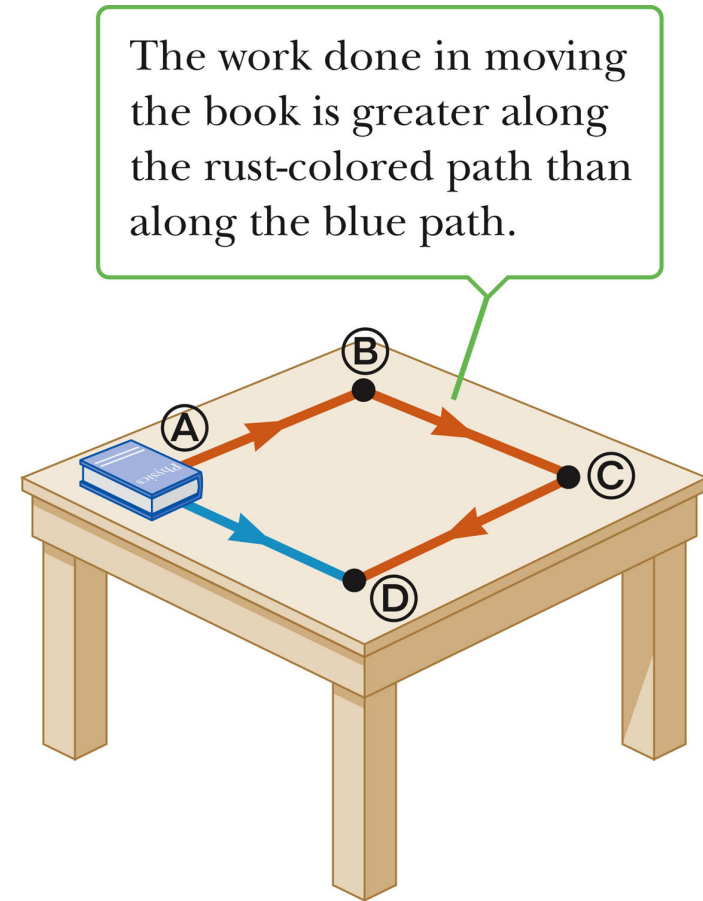 The work done in moving
the book is greater along
the rust-colored path than
along the blue path.
B
A
Physics
C
D